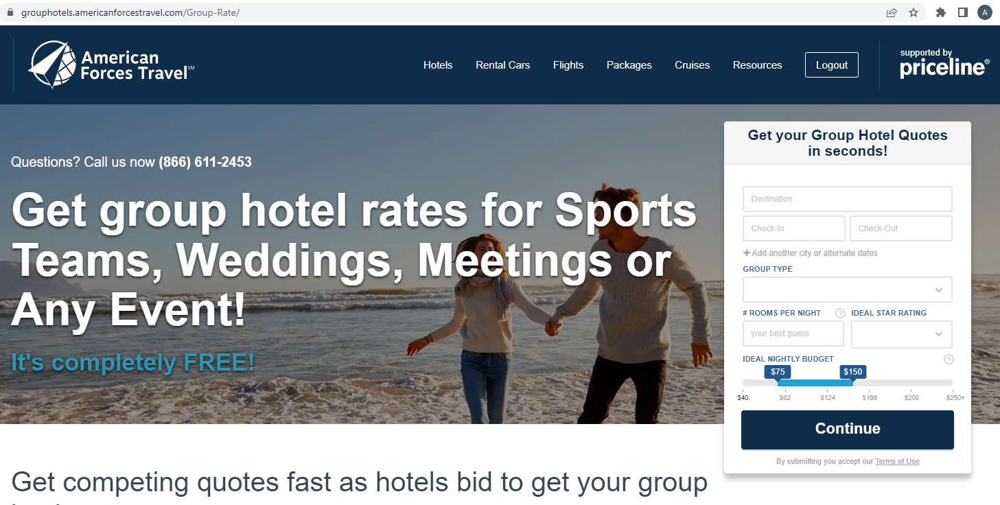 grouphotels.americanforcestravel.com/Group-Rate/
A
American
Forces Travel℠
Hotels
Rental Cars
Flights
Packages
Cruises
Resources
Logout
supported by
priceline®
Questions? Call us now (866) 611-2453
Get group hotel rates for Sports
Teams, Weddings, Meetings or
Any Event!
It's completely FREE!
Get your Group Hotel Quotes
in seconds!
Destination
Check-In
Check-Out
+ Add another city or alternate dates
GROUP TYPE
# ROOMS PER NIGHT ?
IDEAL STAR RATING
your best guess
IDEAL NIGHTLY BUDGET ?
$75 $150
$40 $82 $124 $166 $208 $250+
Continue
By submitting you accept our Terms of Use
Get competing quotes fast as hotels bid to get your group